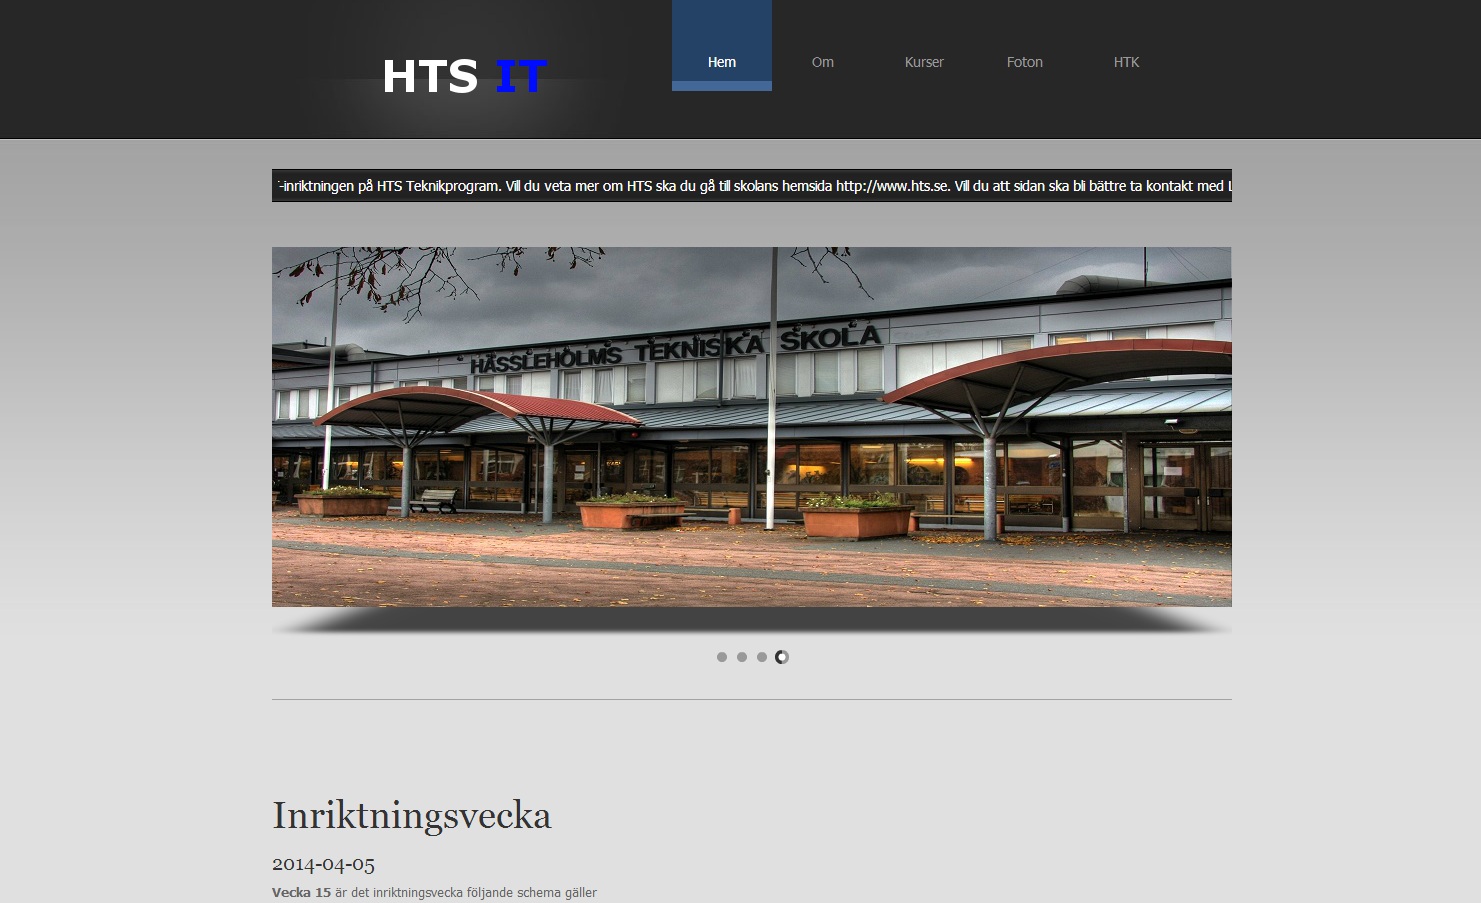 HTS IT
Hem Om Kurser Foton HTK
-inriktningen på HTS Teknikprogram. Vill du veta mer om HTS ska du gå till skolans hemsida http://www.hts.se. Vill du att sidan ska bli bättre ta kontakt med
HÄSSLEHOLMS TEKNISKA SKOLA
Inriktningsvecka
2014-04-05
Vecka 15 är det inriktningsvecka följande schema gäller